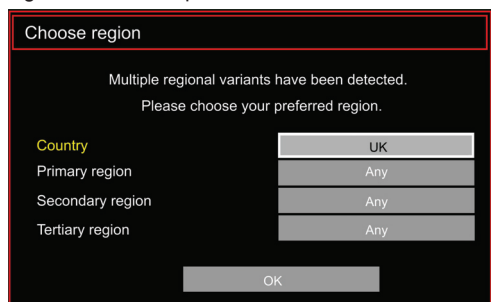 Choose region
Multiple regional variants have been detected.
Please choose your preferred region.
Country UK
Primary region Any
Secondary region Any
Tertiary region Any
OK